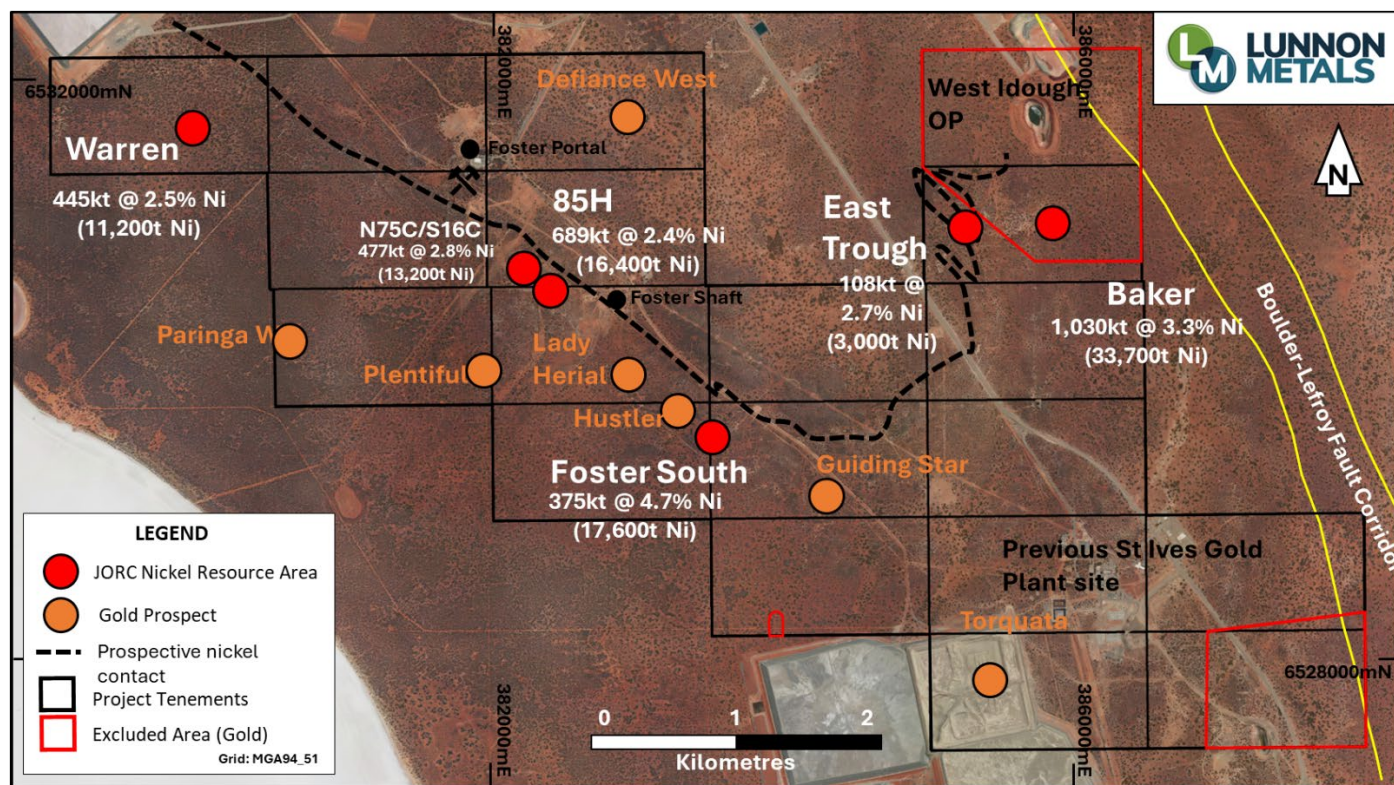 LUNNON
METALS
LM
382000mE
386000mE
6532000mN
Defiance West
West Idough
OP
N
Warren
445kt @ 2.5% Ni
(11,200t Ni)
Foster Portal
N75C/S16C
477kt @ 2.8% Ni
(13,200t Ni)
85H
689kt @ 2.4% Ni
(16,400t Ni)
Foster Shaft
East
Trough
108kt @
2.7% Ni
(3,000t Ni)
Baker
1,030kt @ 3.3% Ni
(33,700t Ni)
Boulder-Lefroy Fault Corridor
Paringa W
Plentiful
Lady
Herial
Hustler
Foster South
375kt @ 4.7% Ni
(17,600t Ni)
Guiding Star
Previous St Ives Gold
Plant site
Torquata
6528000mN
LEGEND
JORC Nickel Resource Area
Gold Prospect
Prospective nickel
contact
Project Tenements
Excluded Area (Gold)
Grid: MGA94_51
0 1 2
Kilometres
382000mE
386000mE